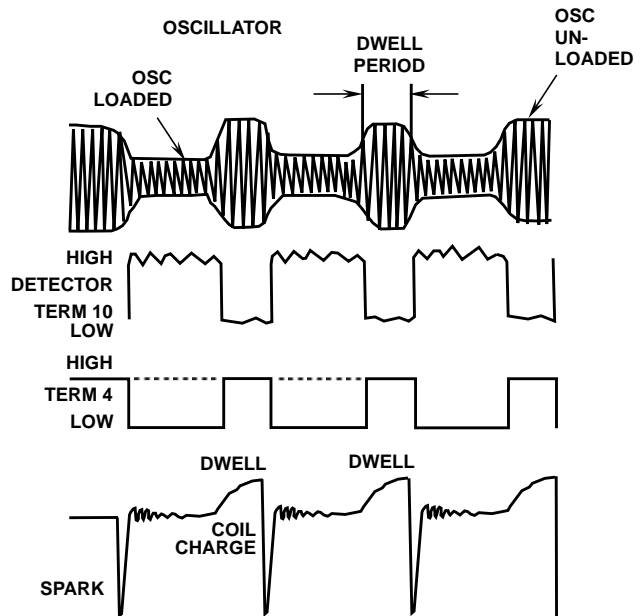 OSCILLATOR
DWELL
PERIOD
OSC
UN-
LOADED
OSC
LOADED
HIGH
DETECTOR
TERM 10
LOW
HIGH
TERM 4
LOW
DWELL
DWELL
COIL
CHARGE
SPARK